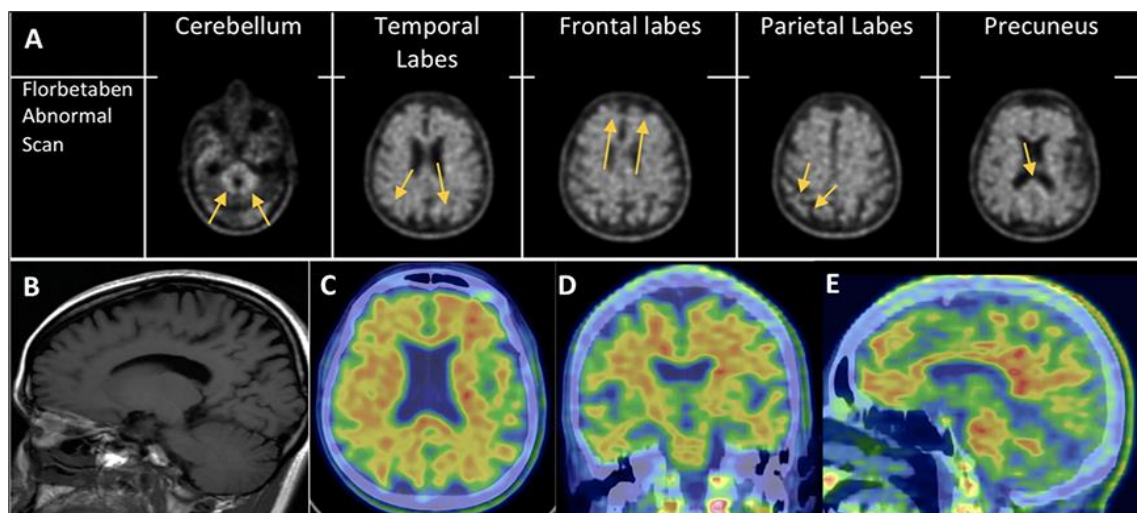 A
Cerebellum
Temporal
Labes
Frontal labes
Parietal Labes
Precuneus
Florbetaben
Abnormal
Scan
B
C
D
E